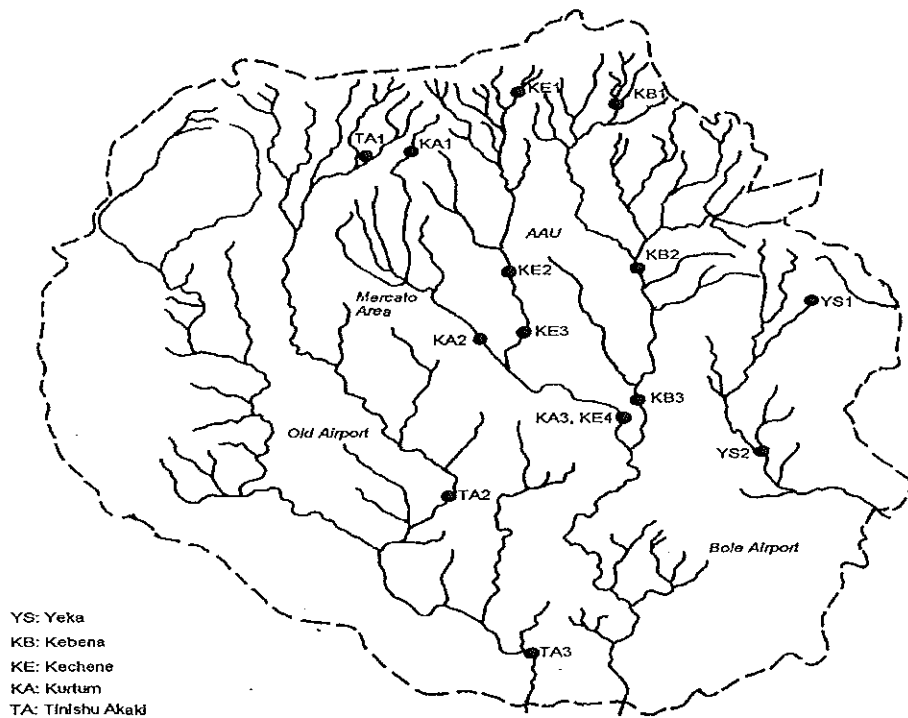 KE1
KB1
TA1
KA1
AAU
KB2
KE2
YS1
Mercato
Area
KE3
KA2
KB3
KA3, KE4
Old Airport
YS2
TA2
Bole Airport
YS: Yeka
KB: Kebena
KE: Kechene
KA: Kurtum
TA: Tinishu Akaki
TA3